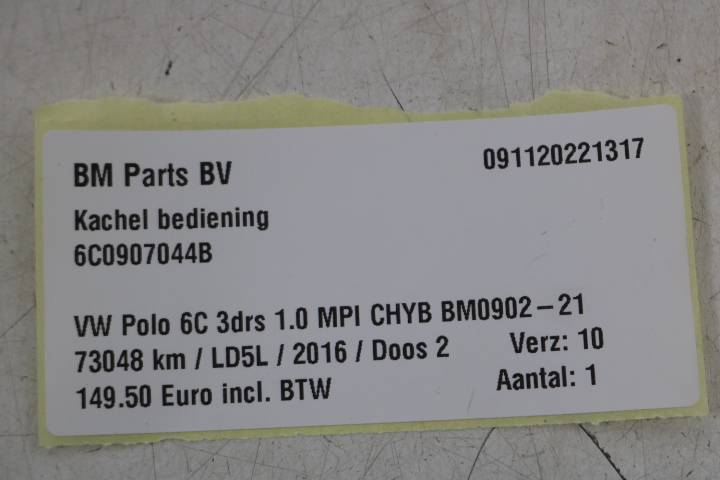 BM Parts BV
091120221317
Kachel bediening
6C0907044B
VW Polo 6C 3drs 1.0 MPI CHYB BM0902-21
73048 km / LD5L / 2016 / Doos 2
Verz: 10
149.50 Euro incl. BTW
Aantal: 1